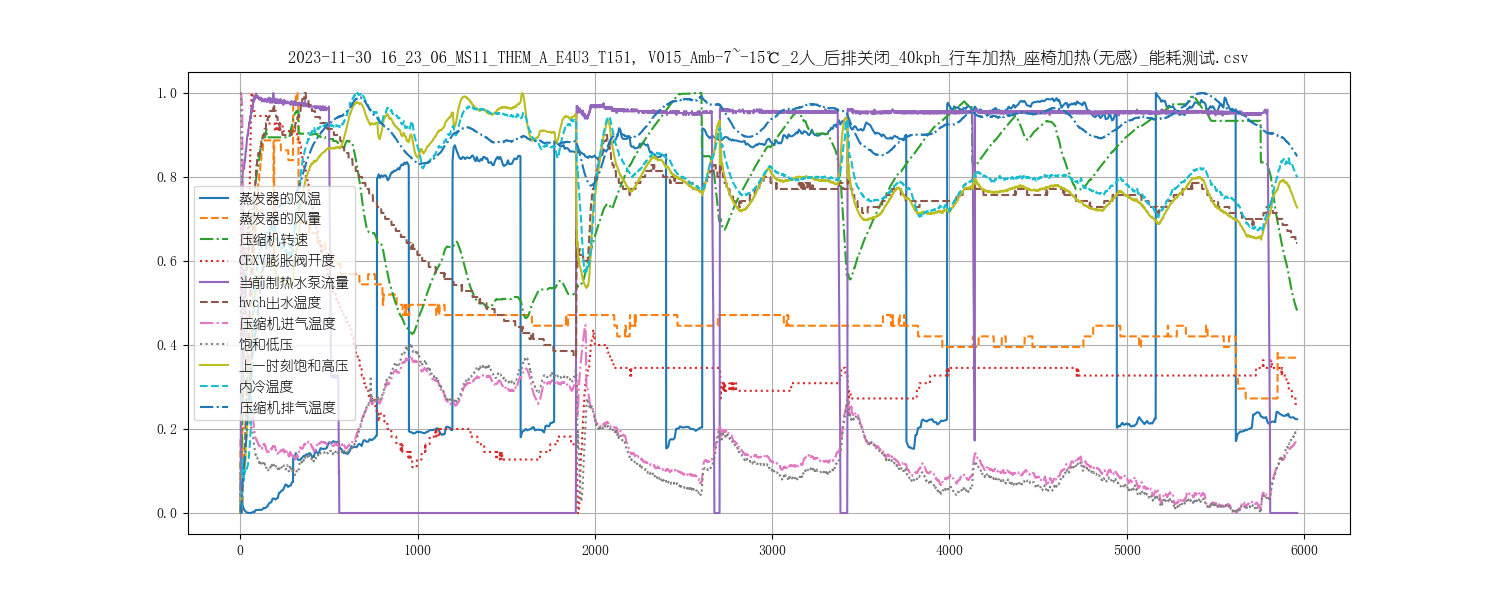 2023-11-30 16_23_06_MS11_THEM_A_E4U3_T151, V015_Amb-7~-15℃_2人_后排关闭_40kph_行车加热_座椅加热(无感)_能耗测试.csv
1.0
0.8
0.6
0.4
0.2
0.0
蒸发器的风温
蒸发器的风量
压缩机转速
CEXV膨胀阀开度
当前制热水泵流量
hvch出水温度
压缩机进气温度
饱和低压
上一时刻饱和高压
内冷温度
压缩机排气温度
0 1000 2000 3000 4000 5000 6000